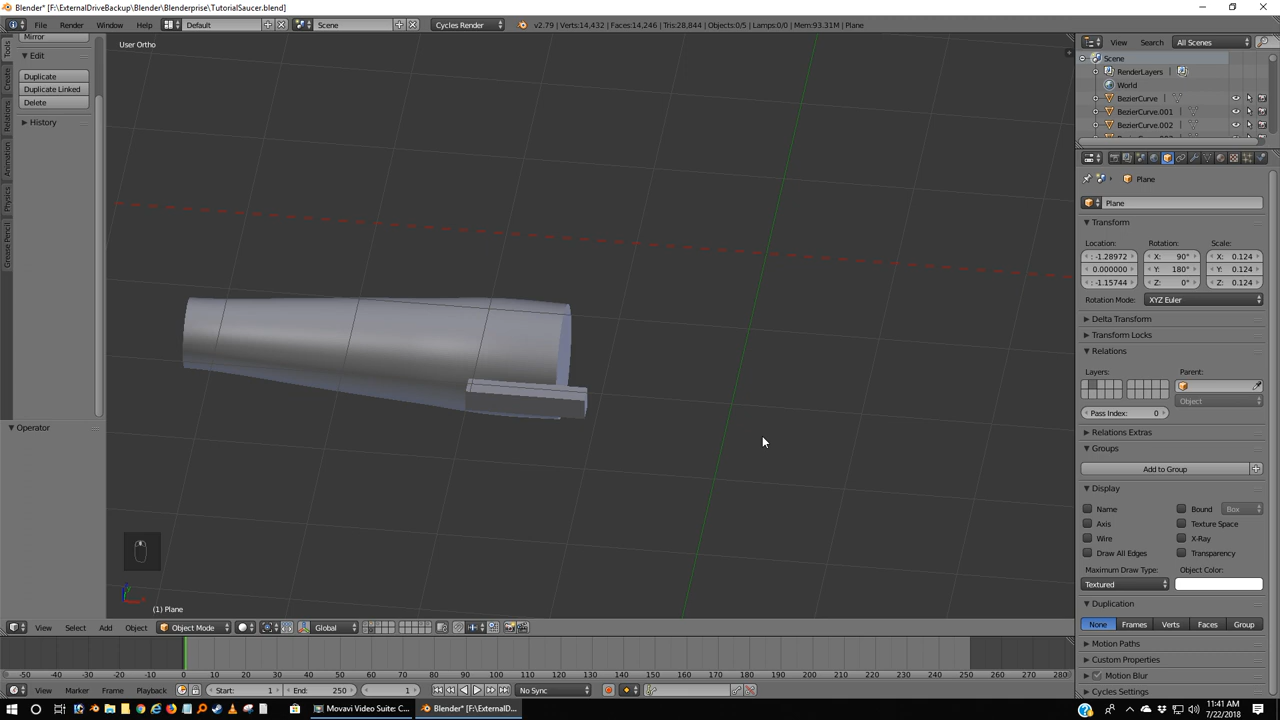 Blender* [F:\ExternalDriveBackup\Blender\Blenderprise\TutorialSaucer.blend]
File Render Window Help Default Scene Cycles Render v2.79 | Verts:14,432 | Faces:14,246 | Tris:28,844 | Objects:0/5 | Lamps:0/0 | Mem:93.31M | Plane
Mirror
Edit
Duplicate
Duplicate Linked
Delete
History
Operator
Tools
Create
Relations
Animation
Physics
Grease Pencil
User Ortho
(1) Plane
View Search All Scenes
Scene
RenderLayers
World
BezierCurve
BezierCurve.001
BezierCurve.002
Plane
Plane
Transform
Location: Rotation: Scale:
: -1.28972 X: 90° X: 0.124
0.000000 Y: 180° Y: 0.124
: -1.15744 Z: 0° Z: 0.124
Rotation Mode: XYZ Euler
Delta Transform
Transform Locks
Relations
Layers: Parent:
Object
Pass Index: 0
Relations Extras
Groups
Add to Group
Display
Name Bound Box
Axis Texture Space
Wire X-Ray
Draw All Edges Transparency
Maximum Draw Type: Object Color:
Textured
Duplication
None Frames Verts Faces Group
Motion Paths
Custom Properties
Motion Blur
Cycles Settings
View Select Add Object Object Mode Global
-50 -40 -30 -20 -10 0 10 20 30 40 50 60 70 80 90 100 110 120 130 140 150 160 170 180 190 200 210 220 230 240 250 260 270 280
View Marker Frame Playback Start: 1 End: 250 1 No Sync
Movavi Video Suite: C... Blender* [F:\ExternalD...
11:41 AM
7/22/2018